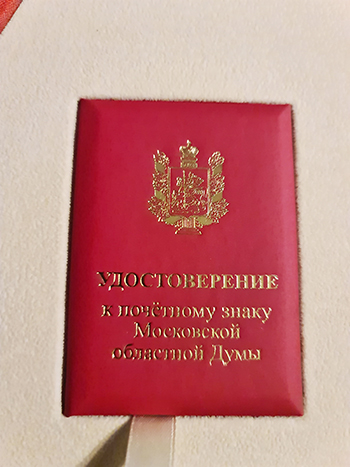 УДОСТОВЕРЕНИЕ
к почётному знаку
Московской
областной Думы